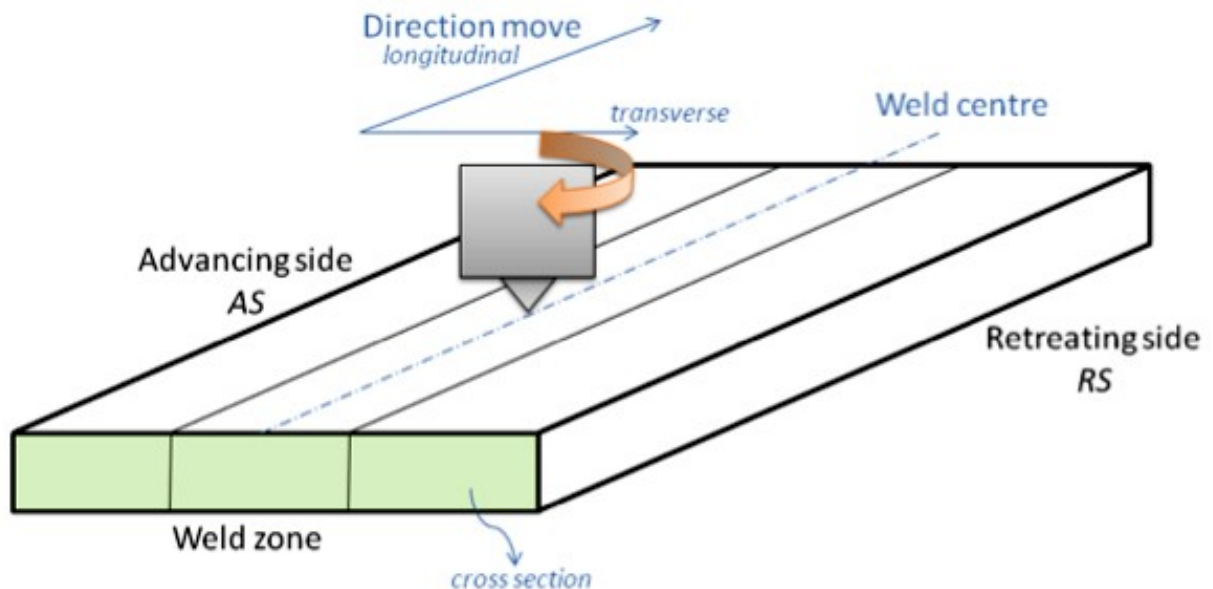 Direction move
longitudinal
transverse
Weld centre
Advancing side
AS
Retreating side
RS
Weld zone
cross section